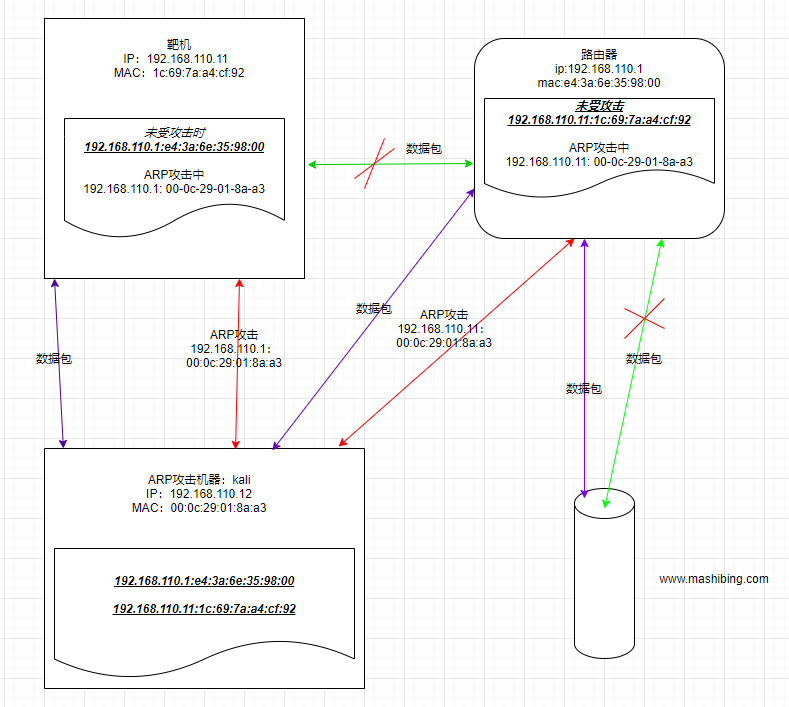 靶机
IP：192.168.110.11
MAC：1c:69:7a:a4:cf:92
未受攻击时
192.168.110.1:e4:3a:6e:35:98:00
ARP攻击中
192.168.110.1: 00-0c-29-01-8a-a3
路由器
ip:192.168.110.1
mac:e4:3a:6e:35:98:00
未受攻击
192.168.110.11:1c:69:7a:a4:cf:92
ARP攻击中
192.168.110.11: 00-0c-29-01-8a-a3
数据包
数据包
ARP攻击
192.168.110.1：
00:0c:29:01:8a:a3
数据包
ARP攻击
192.168.110.11：
00:0c:29:01:8a:a3
数据包
数据包
ARP攻击机器：kali
IP：192.168.110.12
MAC：00:0c:29:01:8a:a3
192.168.110.1:e4:3a:6e:35:98:00
192.168.110.11:1c:69:7a:a4:cf:92
www.mashibing.com